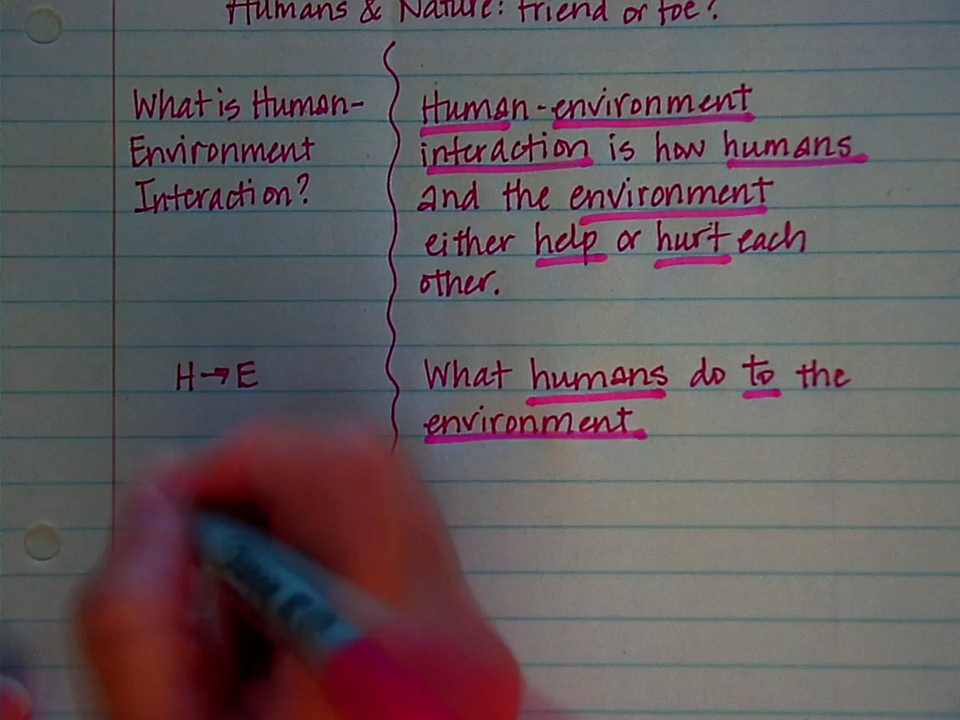 Humans & Nature: Friend or Foe?
What is Human-
Environment
Interaction?
Human-environment
interaction is how humans
and the environment
either help or hurt each
other.
H→E
What humans do to the
environment